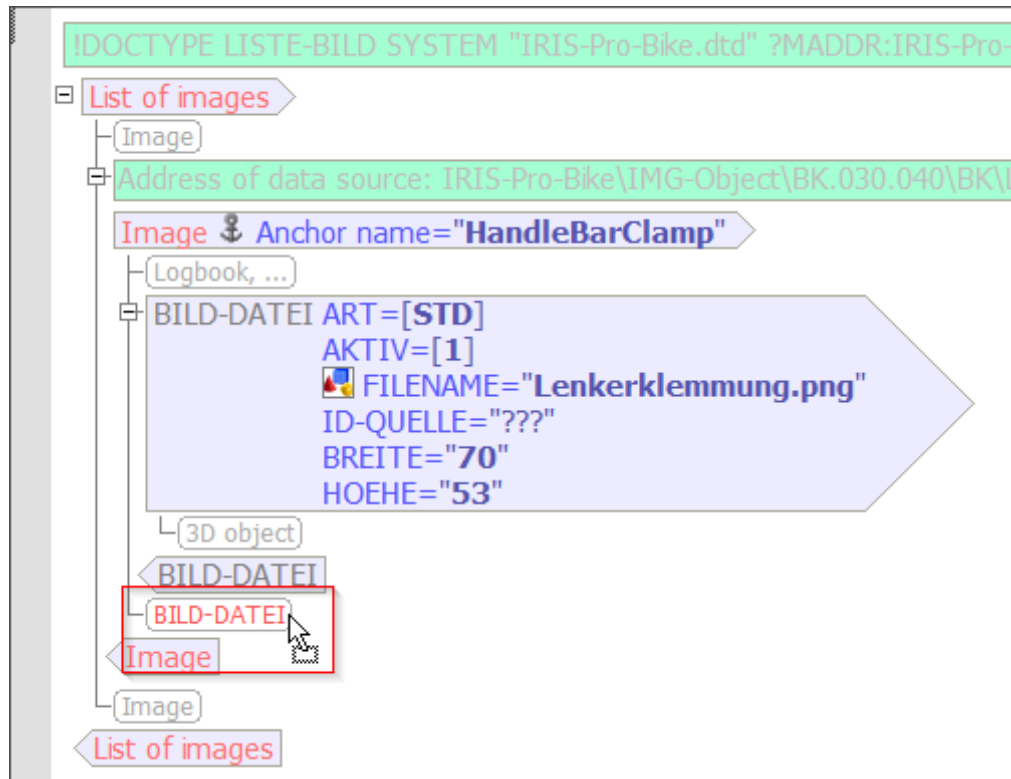 !DOCTYPE LISTE-BILD SYSTEM "IRIS-Pro-Bike.dtd" ?MADDR:IRIS-Pro-
List of images
Image
Address of data source: IRIS-Pro-Bike\IMG-Object\BK.030.040\BK\
Image Anchor name="HandleBarClamp"
Logbook, ...
BILD-DATEI ART=[STD]
AKTIV=[1]
FILENAME="Lenkerklemmung.png"
ID-QUELLE="???"
BREITE="70"
HOEHE="53"
3D object
BILD-DATEI
BILD-DATEI
Image
Image
List of images